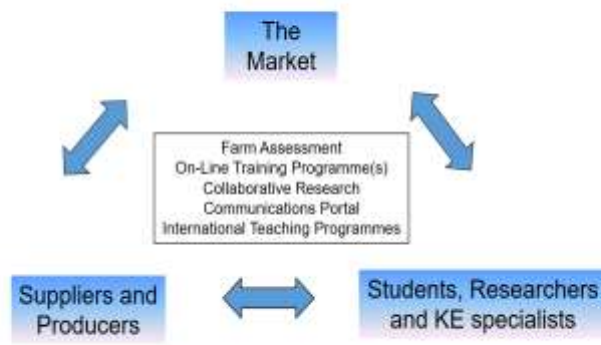 The
Market
Farm Assessment
On-Line Training Programme(s)
Collaborative Research
Communications Portal
International Teaching Programmes
Suppliers and
Producers
Students, Researchers
and KE specialists